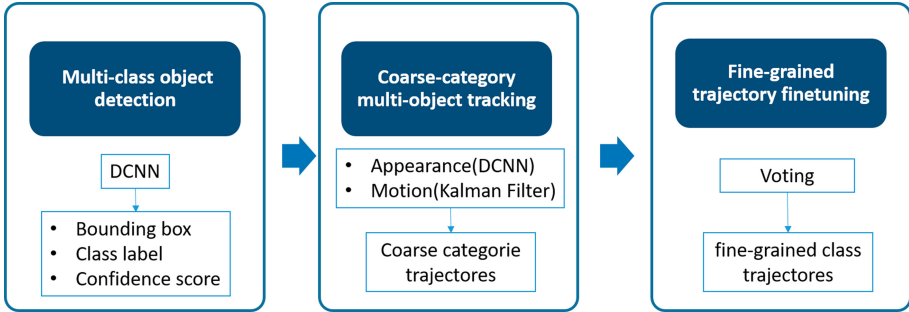 Multi-class object
detection
DCNN
• Bounding box
• Class label
• Confidence score
Coarse-category
multi-object tracking
• Appearance(DCNN)
• Motion(Kalman Filter)
Coarse categorie
trajectores
Fine-grained
trajectory finetuning
Voting
fine-grained class
trajectores